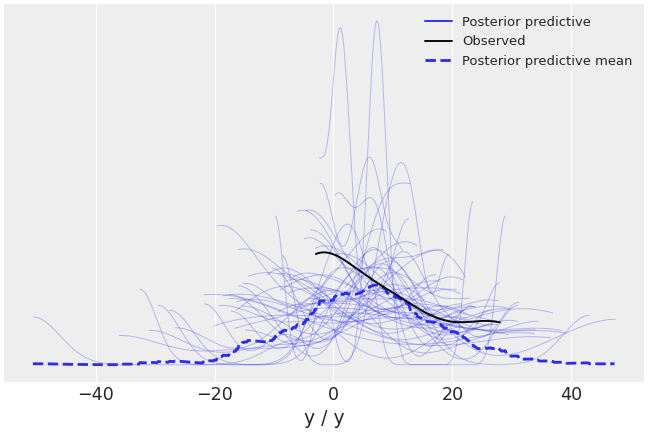 Posterior predictive
Observed
Posterior predictive mean
−40 −20 0 20 40
y / y